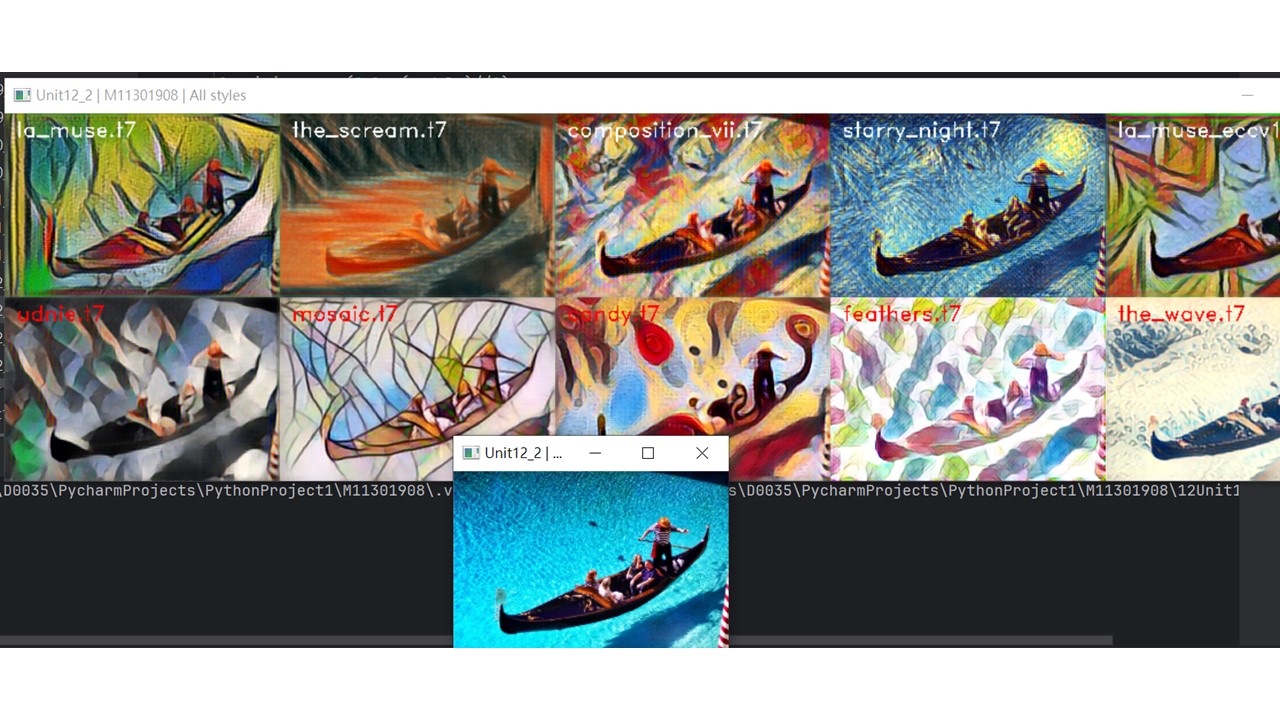 Unit12_2 | M11301908 | All styles
la_muse.t7
the_scream.t7
composition_vii.t7
starry_night.t7
la_muse_eccv1
udnie.t7
mosaic.t7
candy.t7
feathers.t7
the_wave.t7
Unit12_2 | ...
\D0035\PycharmProjects\PythonProject1\M11301908\.v
s\D0035\PycharmProjects\PythonProject1\M11301908\12Unit1